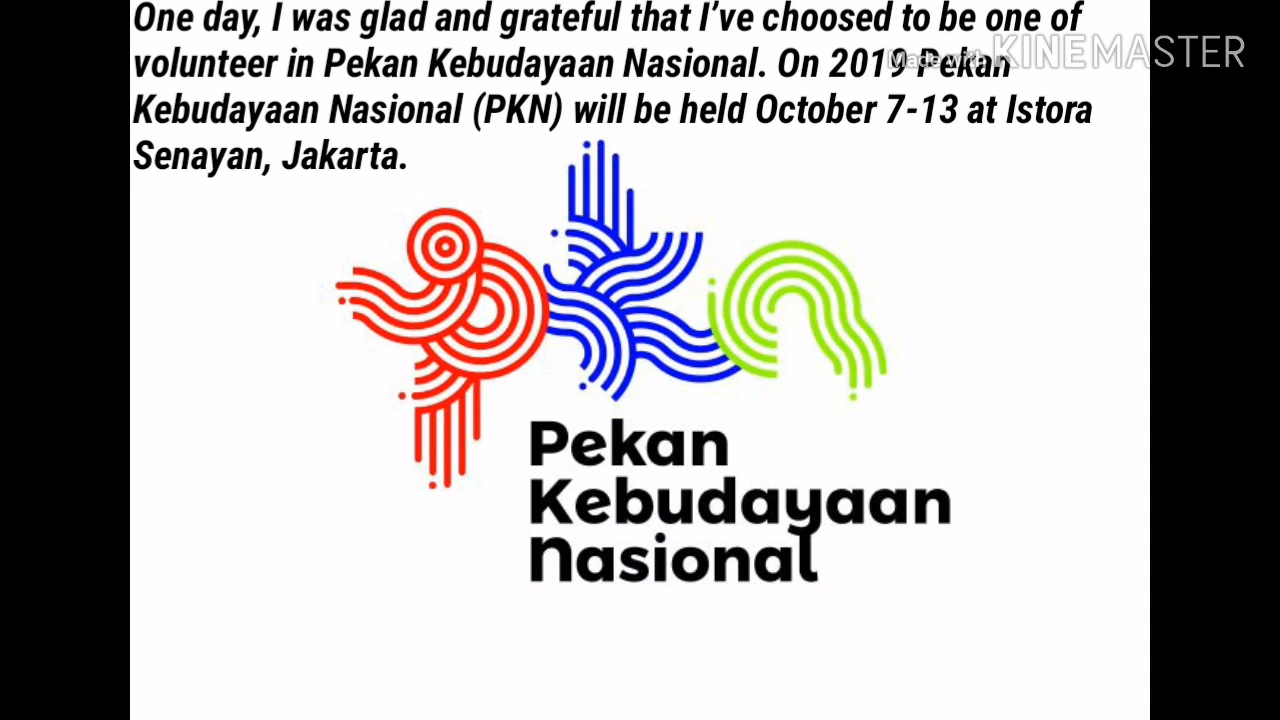 One day, I was glad and grateful that I've choosed to be one of
volunteer in Pekan Kebudayaan Nasional. On 2019 Pekan
Kebudayaan Nasional (PKN) will be held October 7-13 at Istora
Senayan, Jakarta.
Made with KINEMASTER
Pekan
Kebudayaan
Nasional